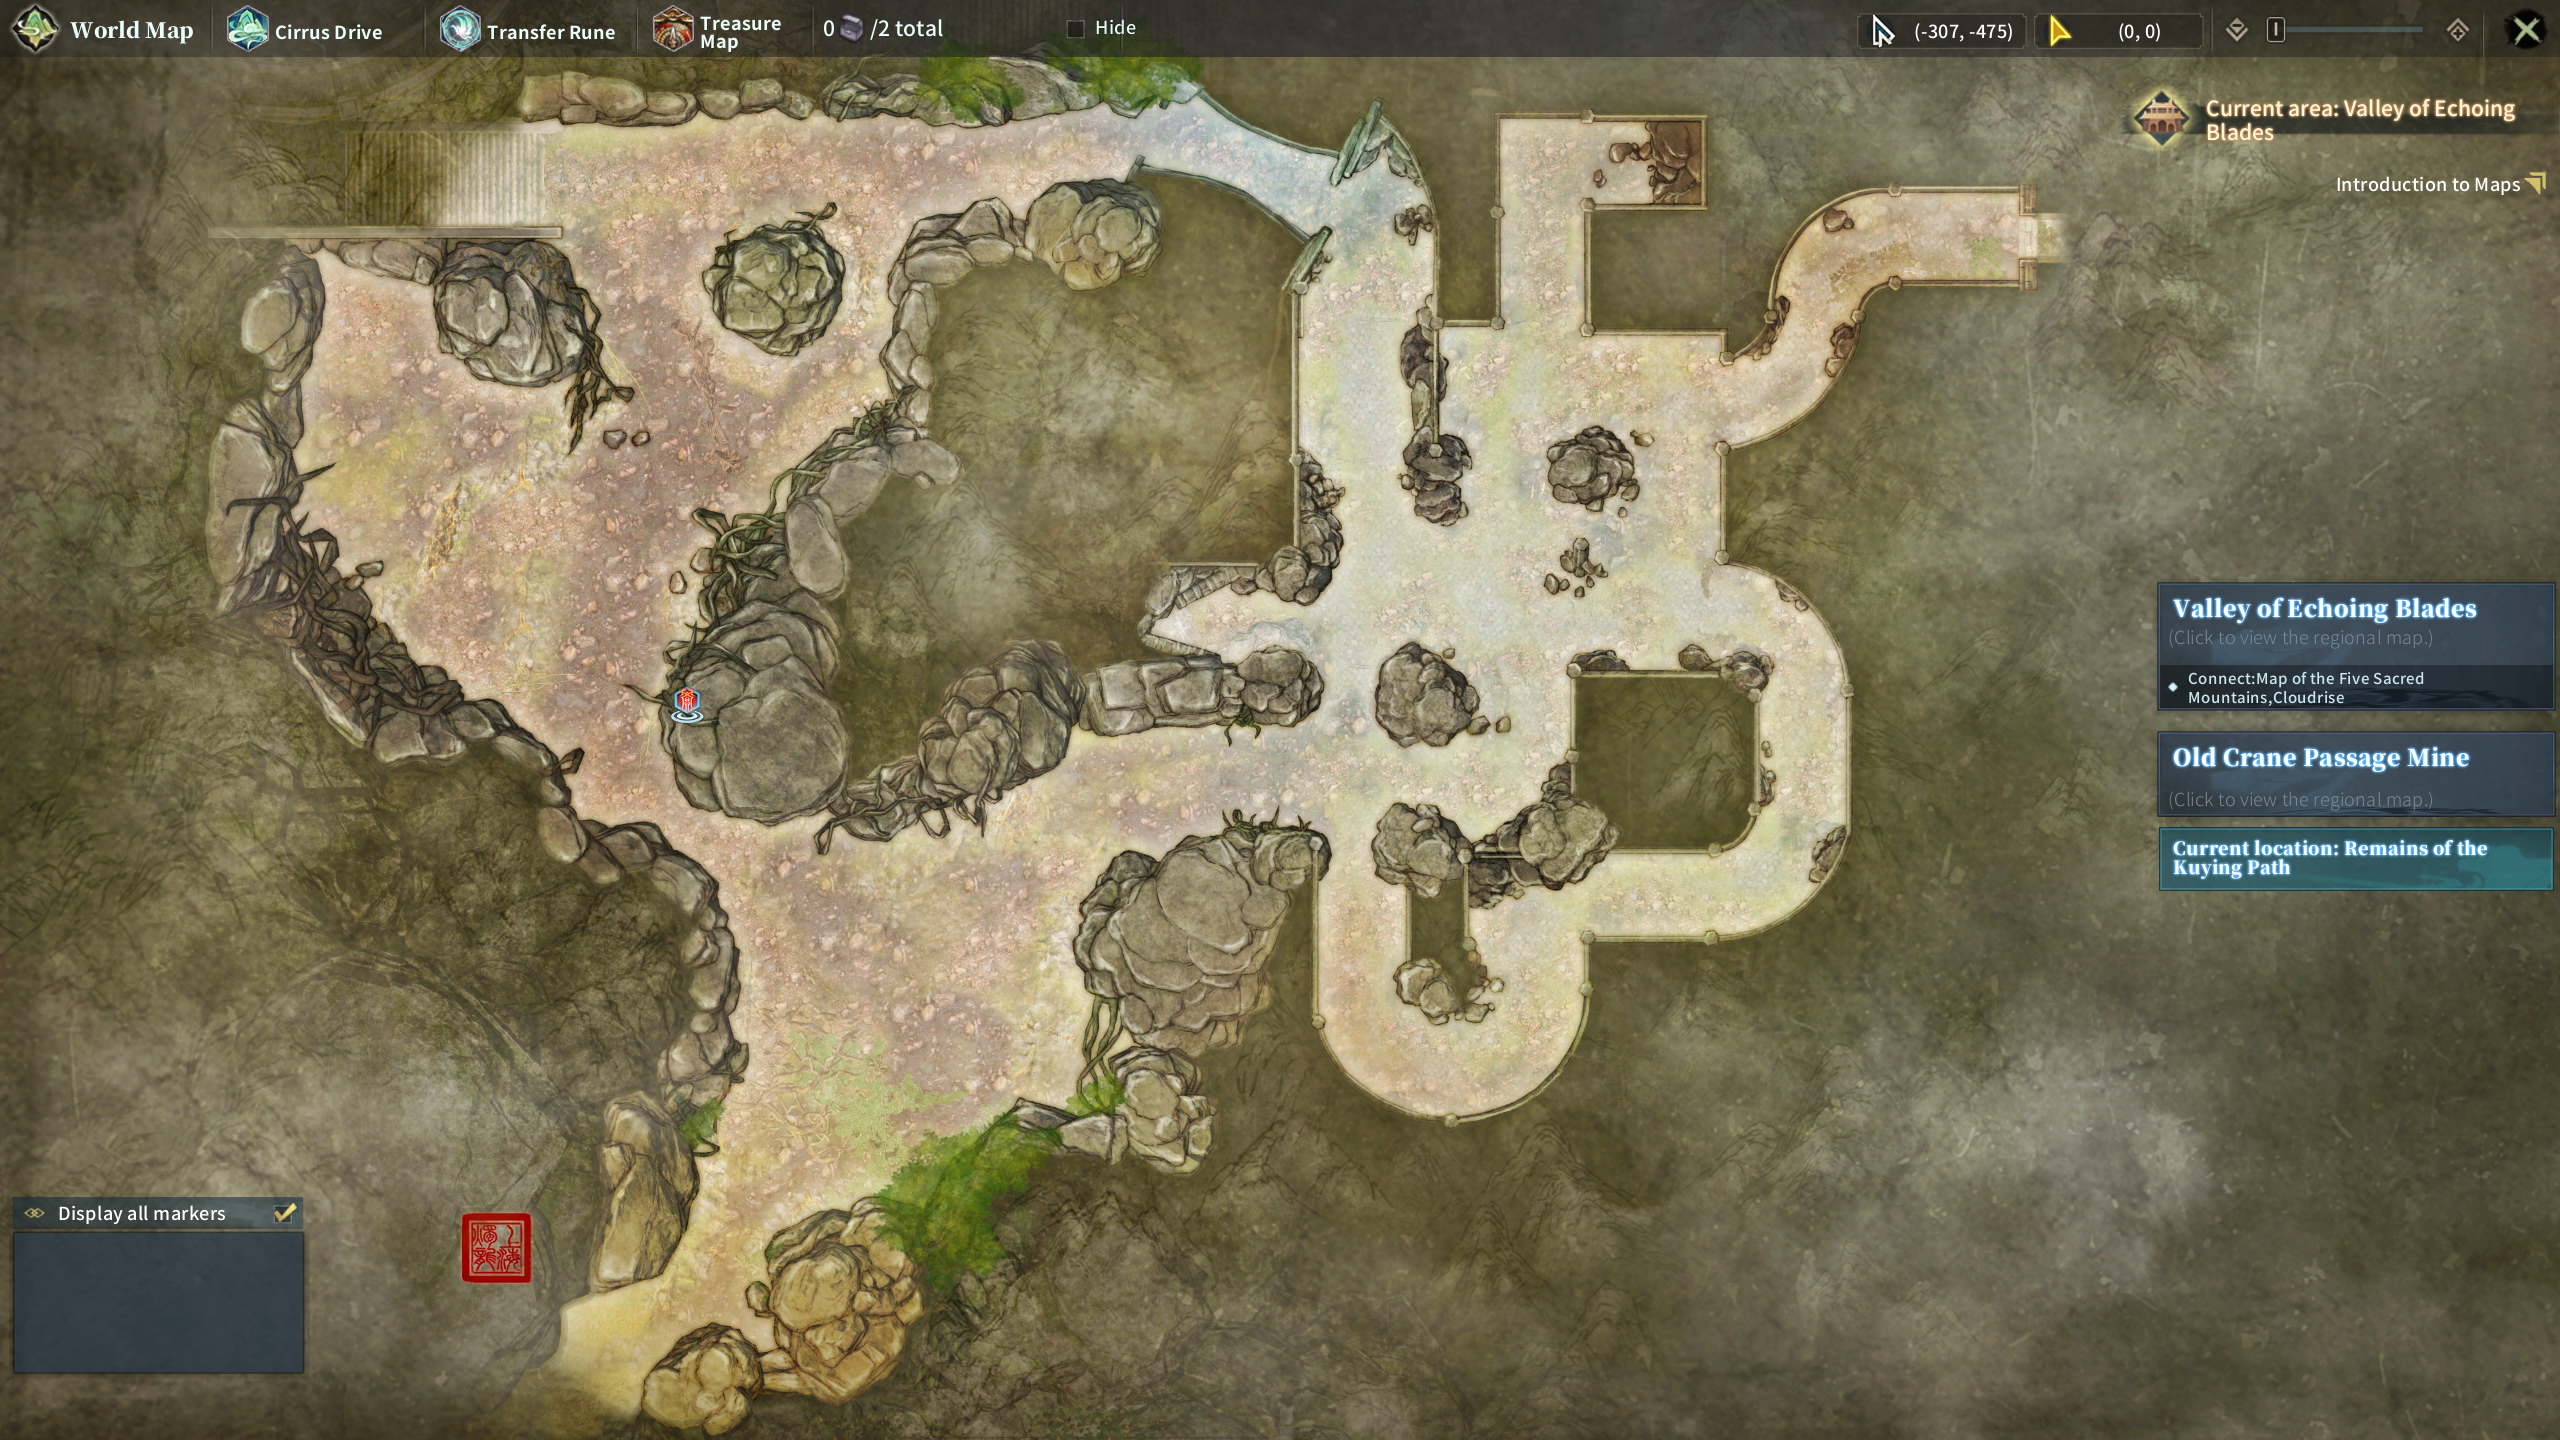 World Map
Cirrus Drive
Transfer Rune
Treasure
Map
0 /2 total
Hide
(-307, -475)
(0, 0)
Current area: Valley of Echoing
Blades
Introduction to Maps
Valley of Echoing Blades
(Click to view the regional map.)
Connect:Map of the Five Sacred
Mountains,Cloudrise
Old Crane Passage Mine
(Click to view the regional map.)
Current location: Remains of the
Kuying Path
Display all markers